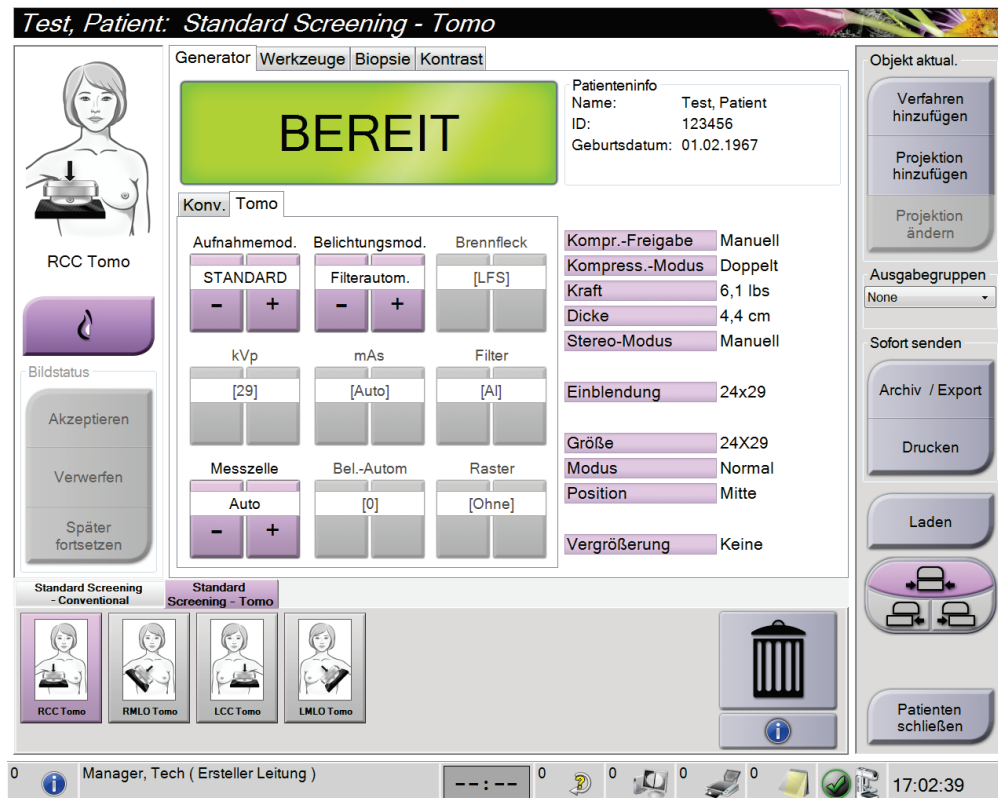 Test, Patient: Standard Screening - Tomo
Generator Werkzeuge Biopsie Kontrast
BEREIT
Patienteninfo
Name: Test, Patient
ID: 123456
Geburtsdatum: 01.02.1967
RCC Tomo
Bildstatus
Akzeptieren
Verwerfen
Später
fortsetzen
Konv. Tomo
Aufnahmemod. Belichtungsmod. Brennfleck
STANDARD Filterautom. [LFS]
- + - +
kVp mAs Filter
[29] [Auto] [Al]
Messzelle Bel.-Autom Raster
Auto [0] [Ohne]
- +
Kompr.-Freigabe Manuell
Kompress.-Modus Doppelt
Kraft 6,1 lbs
Dicke 4,4 cm
Stereo-Modus Manuell
Einblendung 24x29
Größe 24X29
Modus Normal
Position Mitte
Vergrößerung Keine
Objekt aktual.
Verfahren
hinzufügen
Projektion
hinzufügen
Projektion
ändern
Ausgabegruppen
None
Sofort senden
Archiv / Export
Drucken
Laden
Patienten
schließen
Standard Screening
- Conventional
Standard
Screening - Tomo
RCC Tomo RMLO Tomo LCC Tomo LMLO Tomo
0 Manager, Tech ( Ersteller Leitung ) --:-- 0 0 0 0 17:02:39